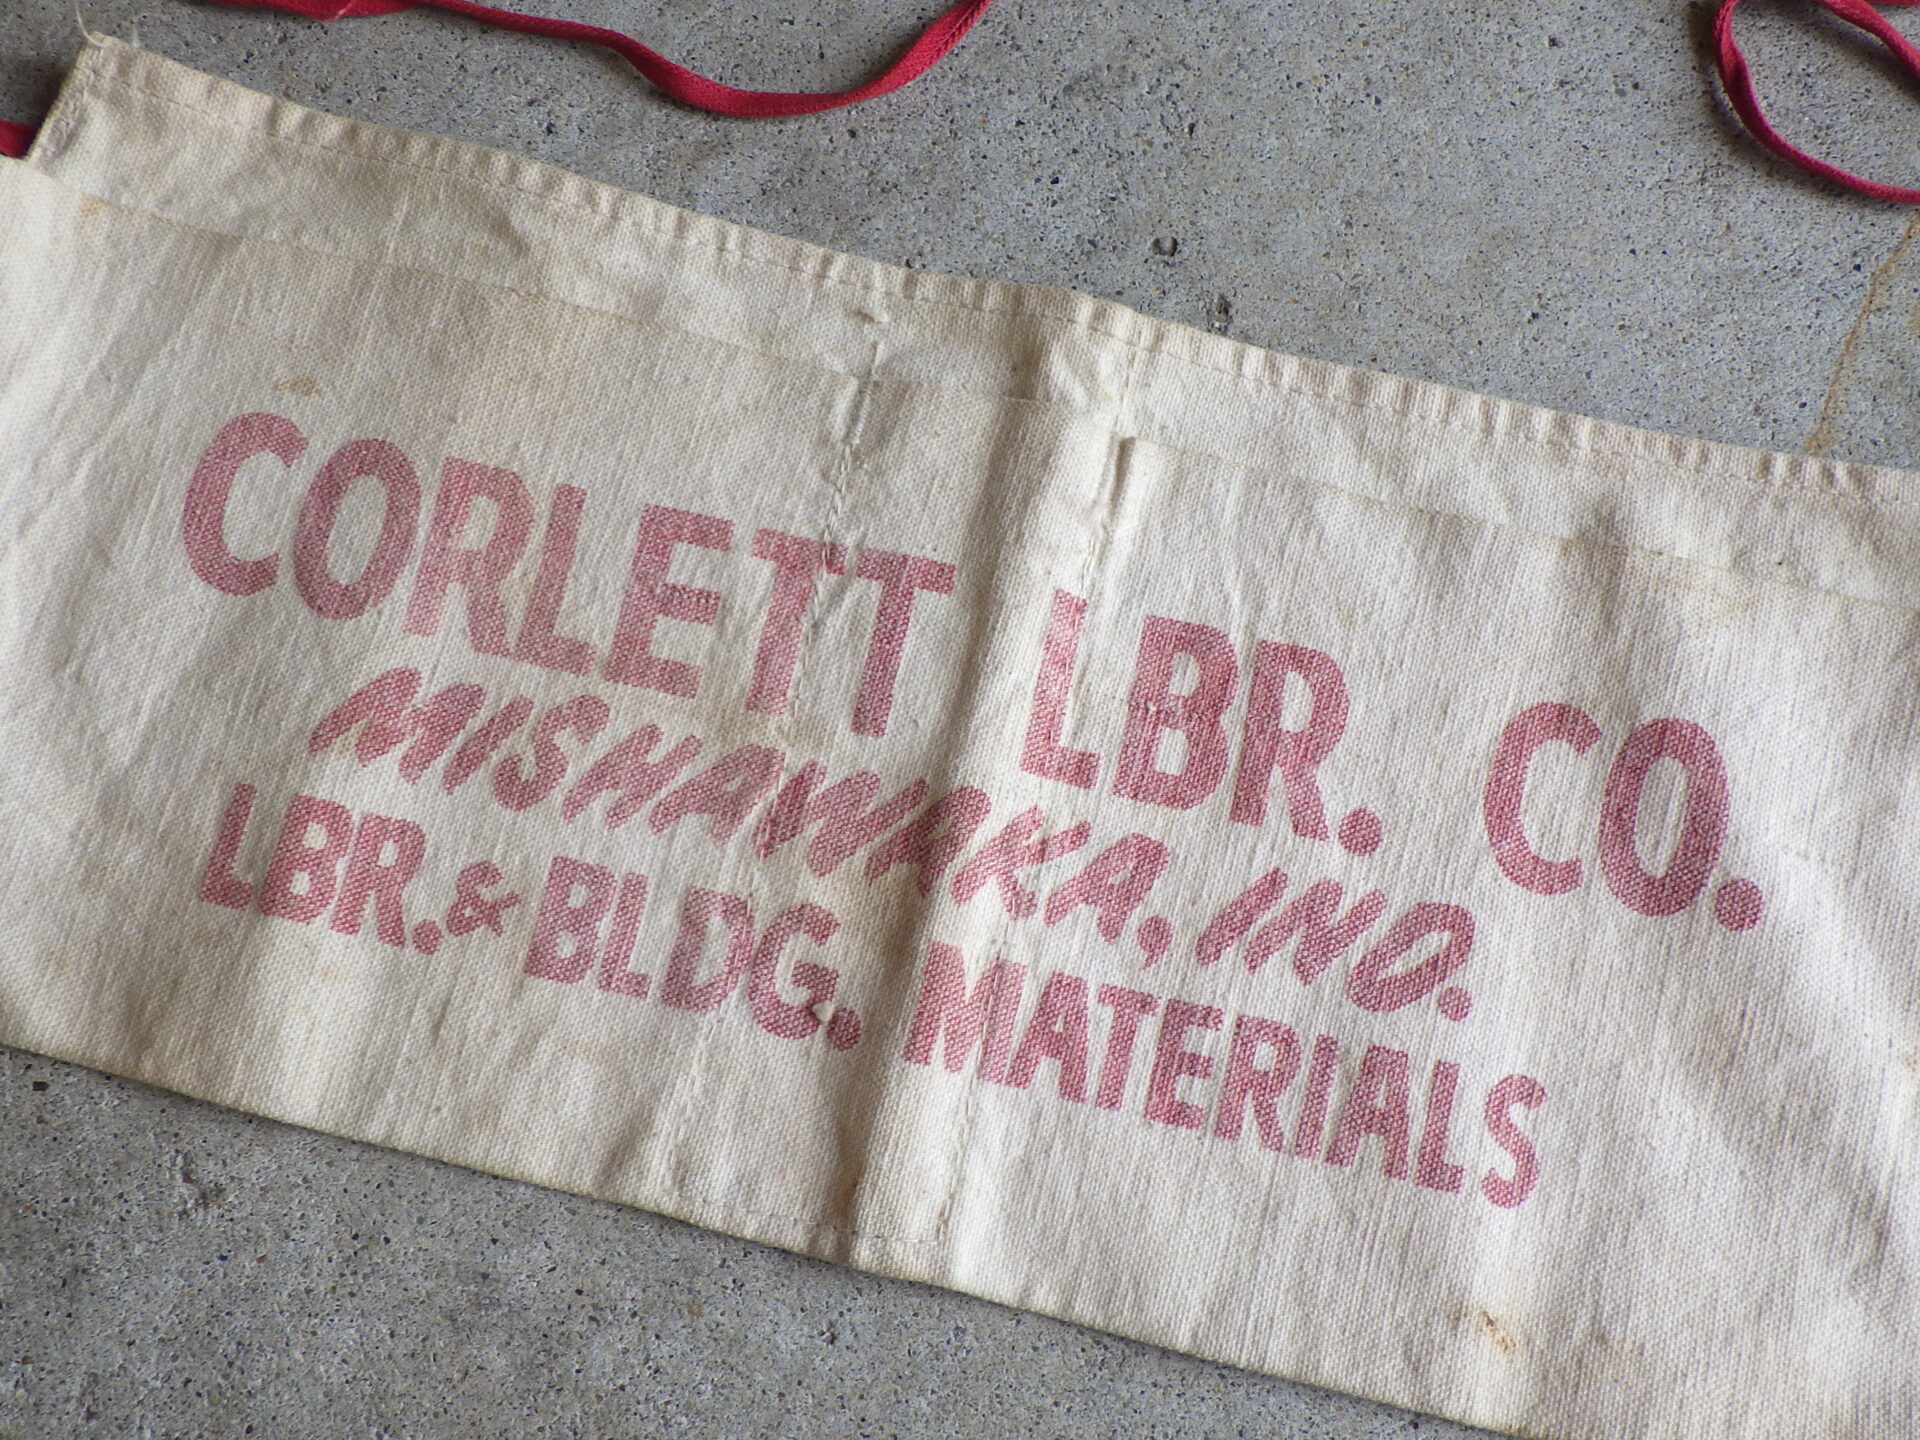 CORLETT LBR. CO.
MISHAWAKA, IND.
LBR. & BLDG. MATERIALS